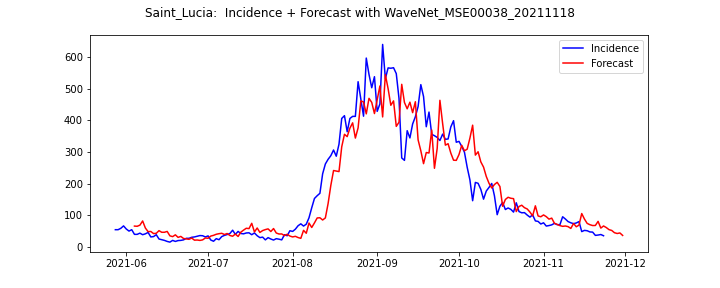 Saint_Lucia:  Incidence + Forecast with WaveNet_MSE00038_20211118
Incidence
Forecast
600
500
400
300
200
100
0
2021-06 2021-07 2021-08 2021-09 2021-10 2021-11 2021-12